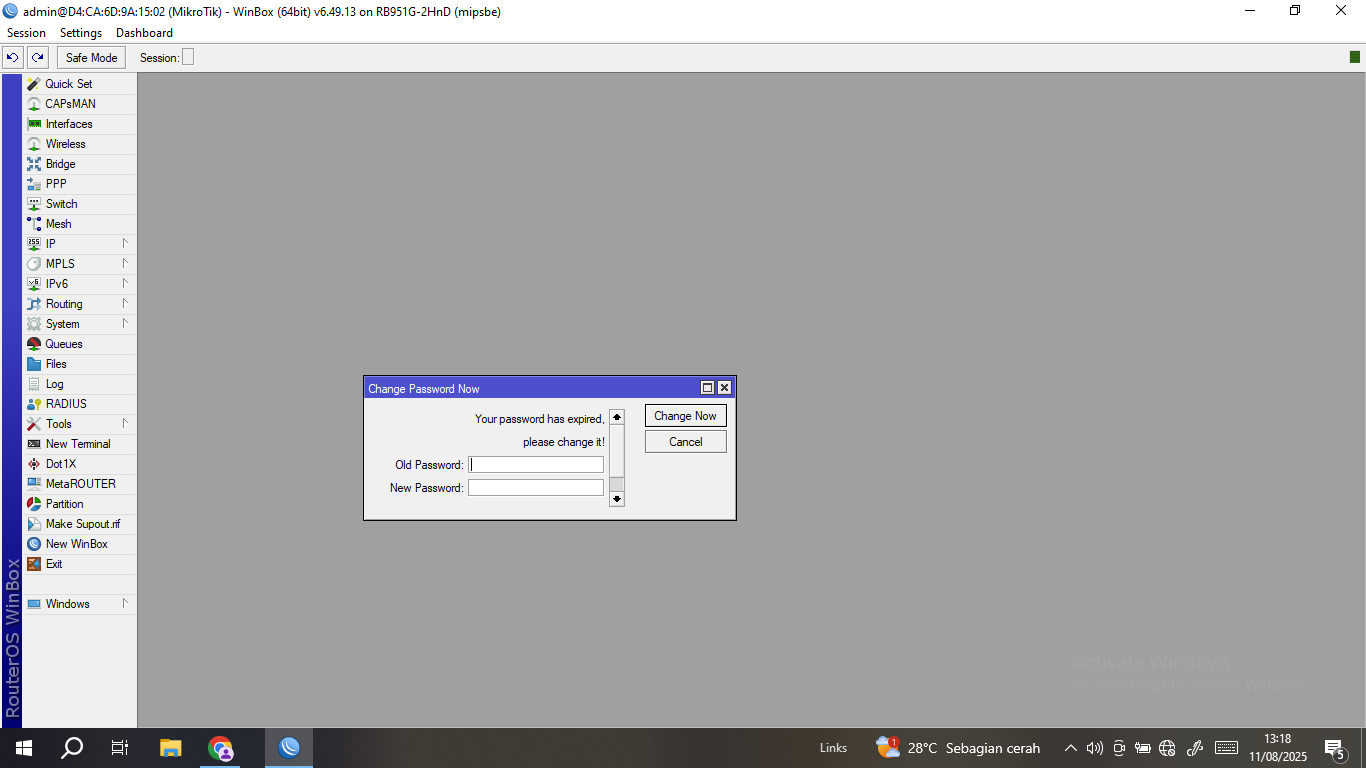 admin@D4:CA:6D:9A:15:02 (MikroTik) - WinBox (64bit) v6.49.13 on RB951G-2HnD (mipsbe)
Session Settings Dashboard
Safe Mode Session:
Quick Set
CAPsMAN
Interfaces
Wireless
Bridge
PPP
Switch
Mesh
IP
MPLS
IPv6
Routing
System
Queues
Files
Log
RADIUS
Tools
New Terminal
Dot1X
MetaROUTER
Partition
Make Supout.rif
New WinBox
Exit
Windows
RouterOS WinBox
Change Password Now
Your password has expired,
please change it!
Old Password:
New Password:
Change Now
Cancel
Activate Windows
Go to Settings to activate Windows.
Links 1 28°C Sebagian cerah
13:18
11/08/2025
5